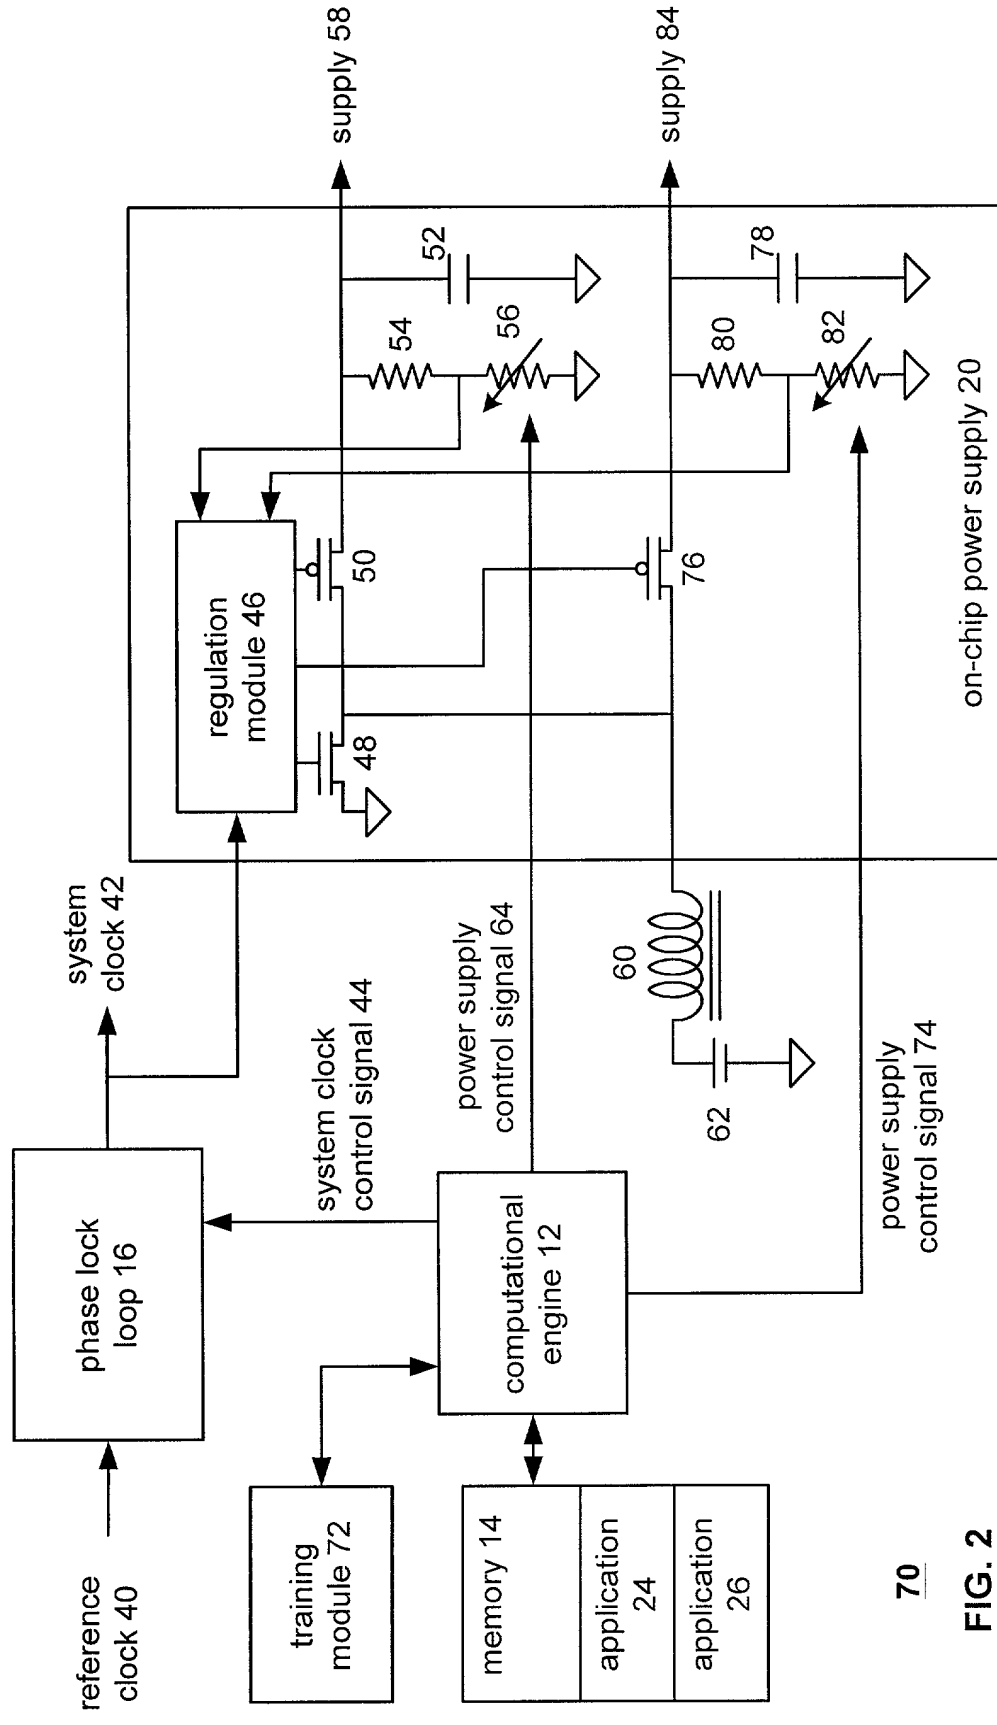 reference
clock 40
phase lock
loop 16
system
clock 42
training
module 72
system clock
control signal 44
memory 14
application
24
application
26
computational
engine 12
power supply
control signal 64
power supply
control signal 74
62
60
regulation
module 46
48
50
76
54
56
52
80
82
78
supply 58
supply 84
on-chip power supply 20
70
FIG. 2